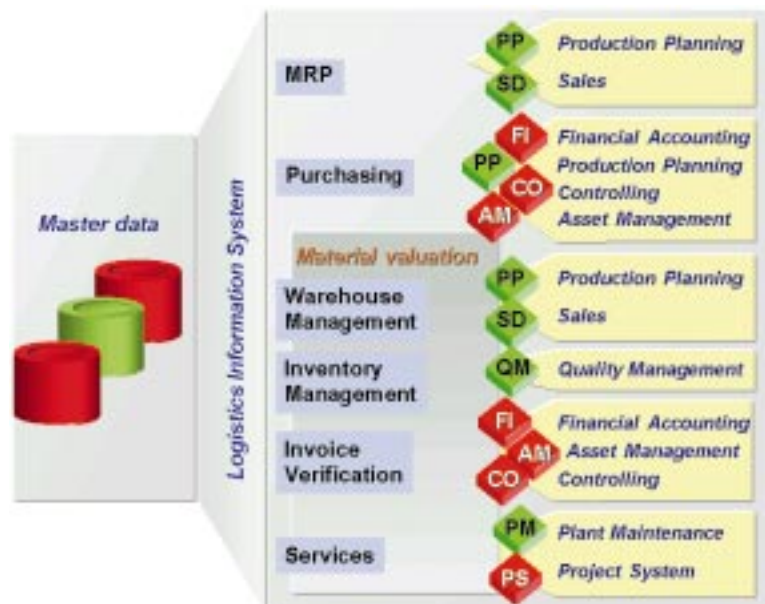 Master data
Logistics Information System
MRP
PP Production Planning
SD Sales
Purchasing
FI Financial Accounting
PP Production Planning
CO Controlling
AM Asset Management
Material valuation
Warehouse
Management
PP Production Planning
SD Sales
Inventory
Management
QM Quality Management
Invoice
Verification
FI Financial Accounting
AM Asset Management
CO Controlling
Services
PM Plant Maintenance
PS Project System